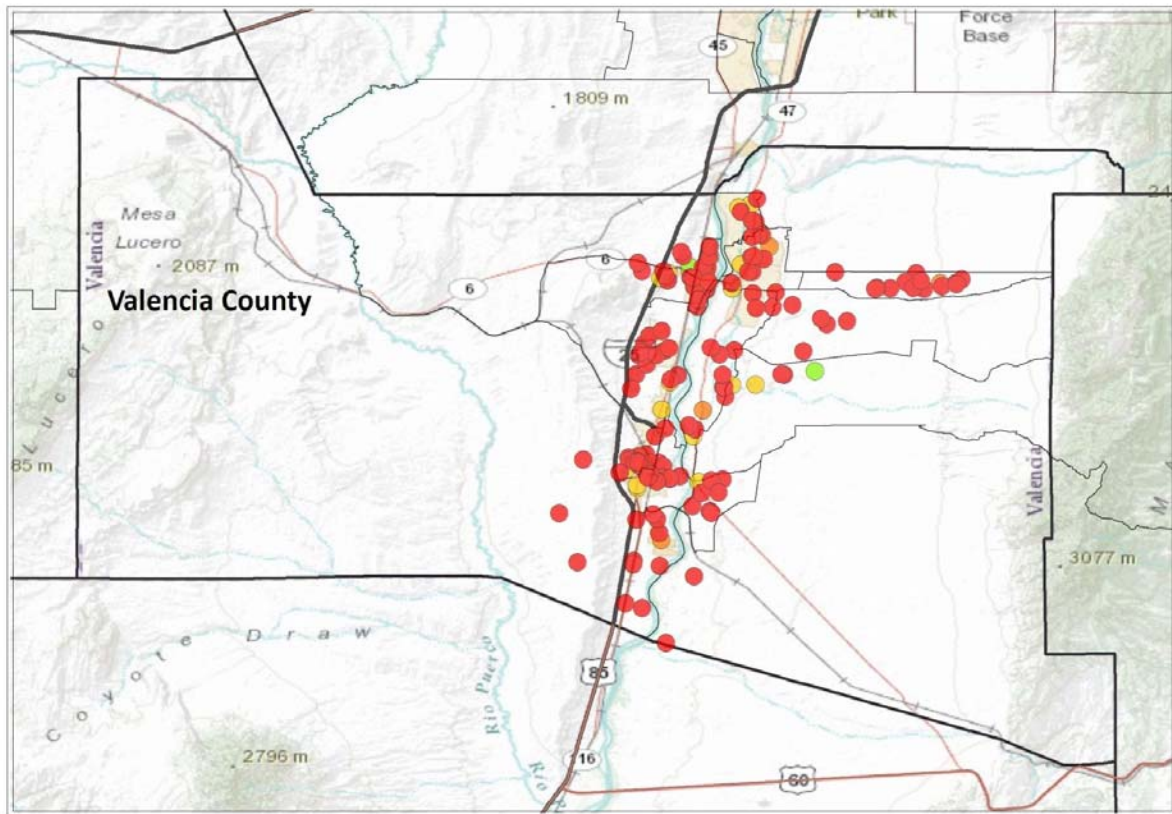 Park
Force
Base
45
1809 m
47
Mesa
Lucero
2087 m
Valencia
Valencia County
6
6
Lucero
85 m
Valencia
M
3077 m
Coyote Draw
Rio Puerco
85
2796 m
16
Rio
60